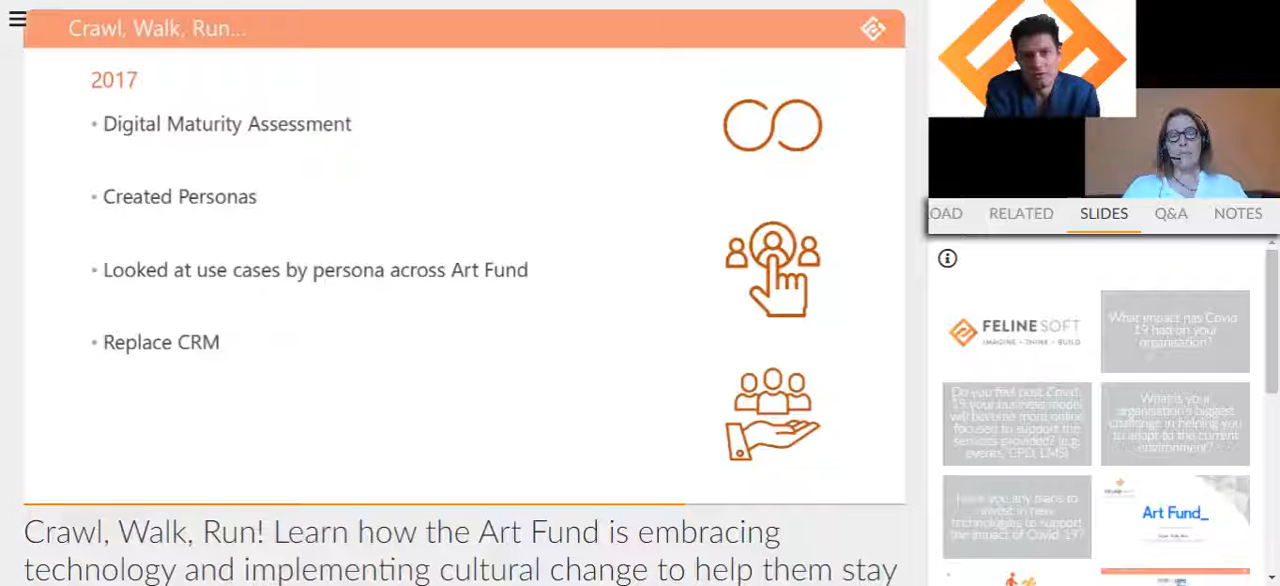 Crawl, Walk, Run...
2017
• Digital Maturity Assessment
• Created Personas
• Looked at use cases by persona across Art Fund
• Replace CRM
Crawl, Walk, Run! Learn how the Art Fund is embracing
technology and implementing cultural change to help them stay
OAD RELATED SLIDES Q&A NOTES
FELINESOFT
IMAGINE • THINK • BUILD
What impact has Covid
19 had on your
organisation?
Do you feel post Covid
19 your business model
will become more online
focused to support the
services provided? (e.g.
events, CPD, LMS)
What is your
organisation's biggest
challenge in helping you
to adapt to the current
environment?
Have you any plans to
invest in new
technologies to support
the impact of Covid 19?
Art Fund_